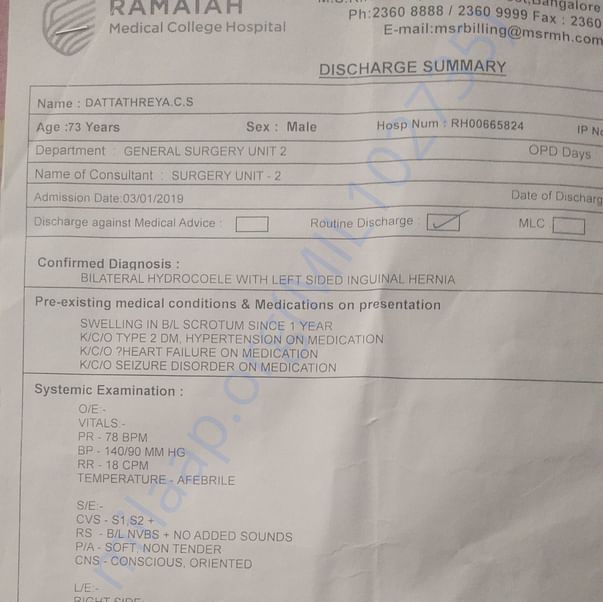 RAMAIAH
Medical College Hospital
Bangalore
Ph:2360 8888 / 2360 9999 Fax : 2360
E-mail:msrbilling@msrmh.com
DISCHARGE SUMMARY
Name : DATTATHREYA.C.S
Age :73 Years Sex : Male Hosp Num : RH00665824 IP No
Department : GENERAL SURGERY UNIT 2 OPD Days
Name of Consultant : SURGERY UNIT - 2
Admission Date:03/01/2019 Date of Discharg
Discharge against Medical Advice : Routine Discharge : MLC
Confirmed Diagnosis :
BILATERAL HYDROCOELE WITH LEFT SIDED INGUINAL HERNIA
Pre-existing medical conditions & Medications on presentation
SWELLING IN B/L SCROTUM SINCE 1 YEAR
K/C/O TYPE 2 DM, HYPERTENSION ON MEDICATION
K/C/O ?HEART FAILURE ON MEDICATION
K/C/O SEIZURE DISORDER ON MEDICATION
Systemic Examination :
O/E:-
VITALS:-
PR - 78 BPM
BP - 140/90 MM HG
RR - 18 CPM
TEMPERATURE - AFEBRILE
S/E:-
CVS - S1,S2 +
RS - B/L NVBS + NO ADDED SOUNDS
P/A - SOFT, NON TENDER
CNS - CONSCIOUS, ORIENTED
L/E:-
RIGHT SIDE:-